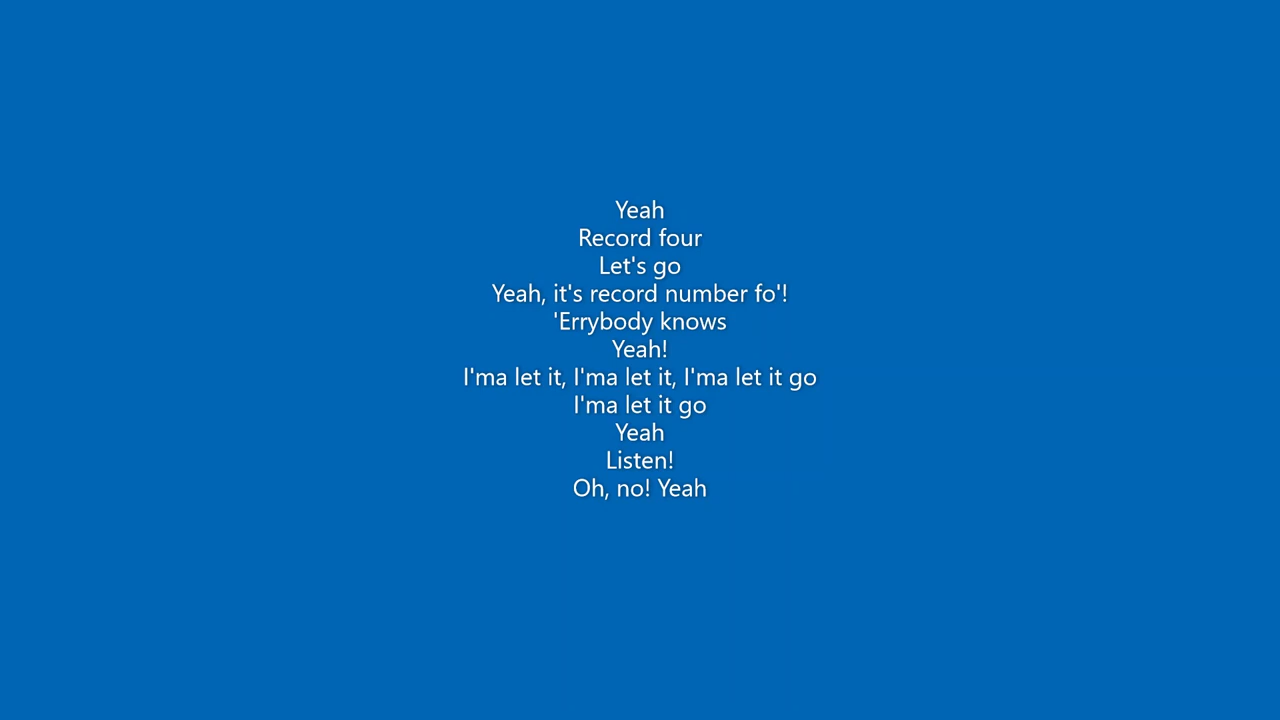 Yeah
Record four
Let's go
Yeah, it's record number fo'!
'Errybody knows
Yeah!
I'ma let it, I'ma let it, I'ma let it go
I'ma let it go
Yeah
Listen!
Oh, no! Yeah